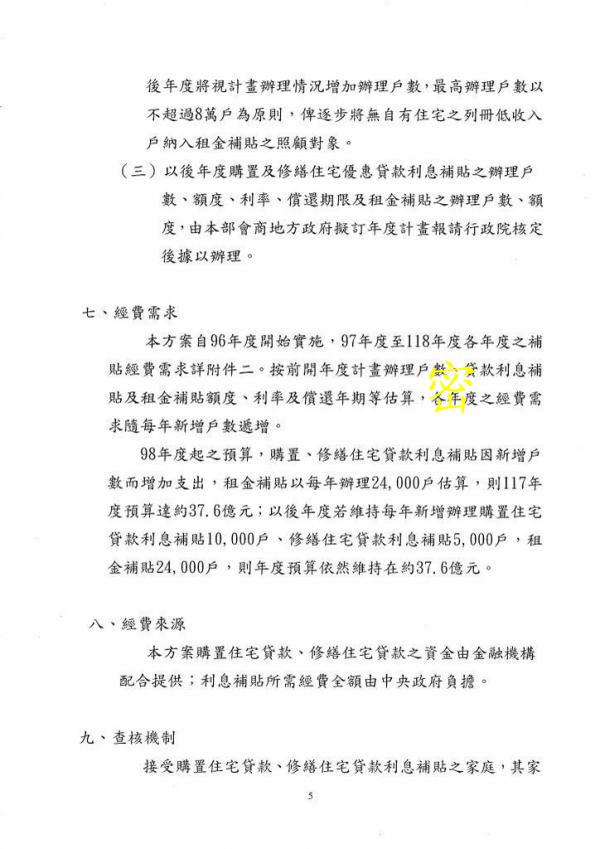 後年度將視計畫辦理情況增加辦理戶數,最高辦理戶數以
不超過8萬戶為原則,俾逐步將無自有住宅之列冊低收入
戶納入租金補貼之照顧對象。
(三)以後年度購置及修繕住宅優惠貸款利息補貼之辦理戶
數、額度、利率、償還期限及租金補貼之辦理戶數、額
度,由本部會商地方政府擬訂年度計畫報請行政院核定
後據以辦理。
七、經費需求
本方案自96年度開始實施,97年度至118年度各年度之補
貼經費需求詳附件二。按前開年度計畫辦理戶數、貸款利息補
密
貼及租金補貼額度、利率及償還年期等估算,各年度之經費需
求隨每年新增戶數遞增。
98年度起之預算,購置、修繕住宅貸款利息補貼因新增戶
數而增加支出,租金補貼以每年辦理24,000戶估算,則117年
度預算達約37.6億元;以後年度若維持每年新增辦理購置住宅
貸款利息補貼10,000戶、修繕住宅貸款利息補貼5,000戶,租
金補貼24,000戶,則年度預算依然維持在約37.6億元。
八、經費來源
本方案購置住宅貸款、修繕住宅貸款之資金由金融機構
配合提供;利息補貼所需經費全額由中央政府負擔。
九、查核機制
接受購置住宅貸款、修繕住宅貸款利息補貼之家庭,其家
5